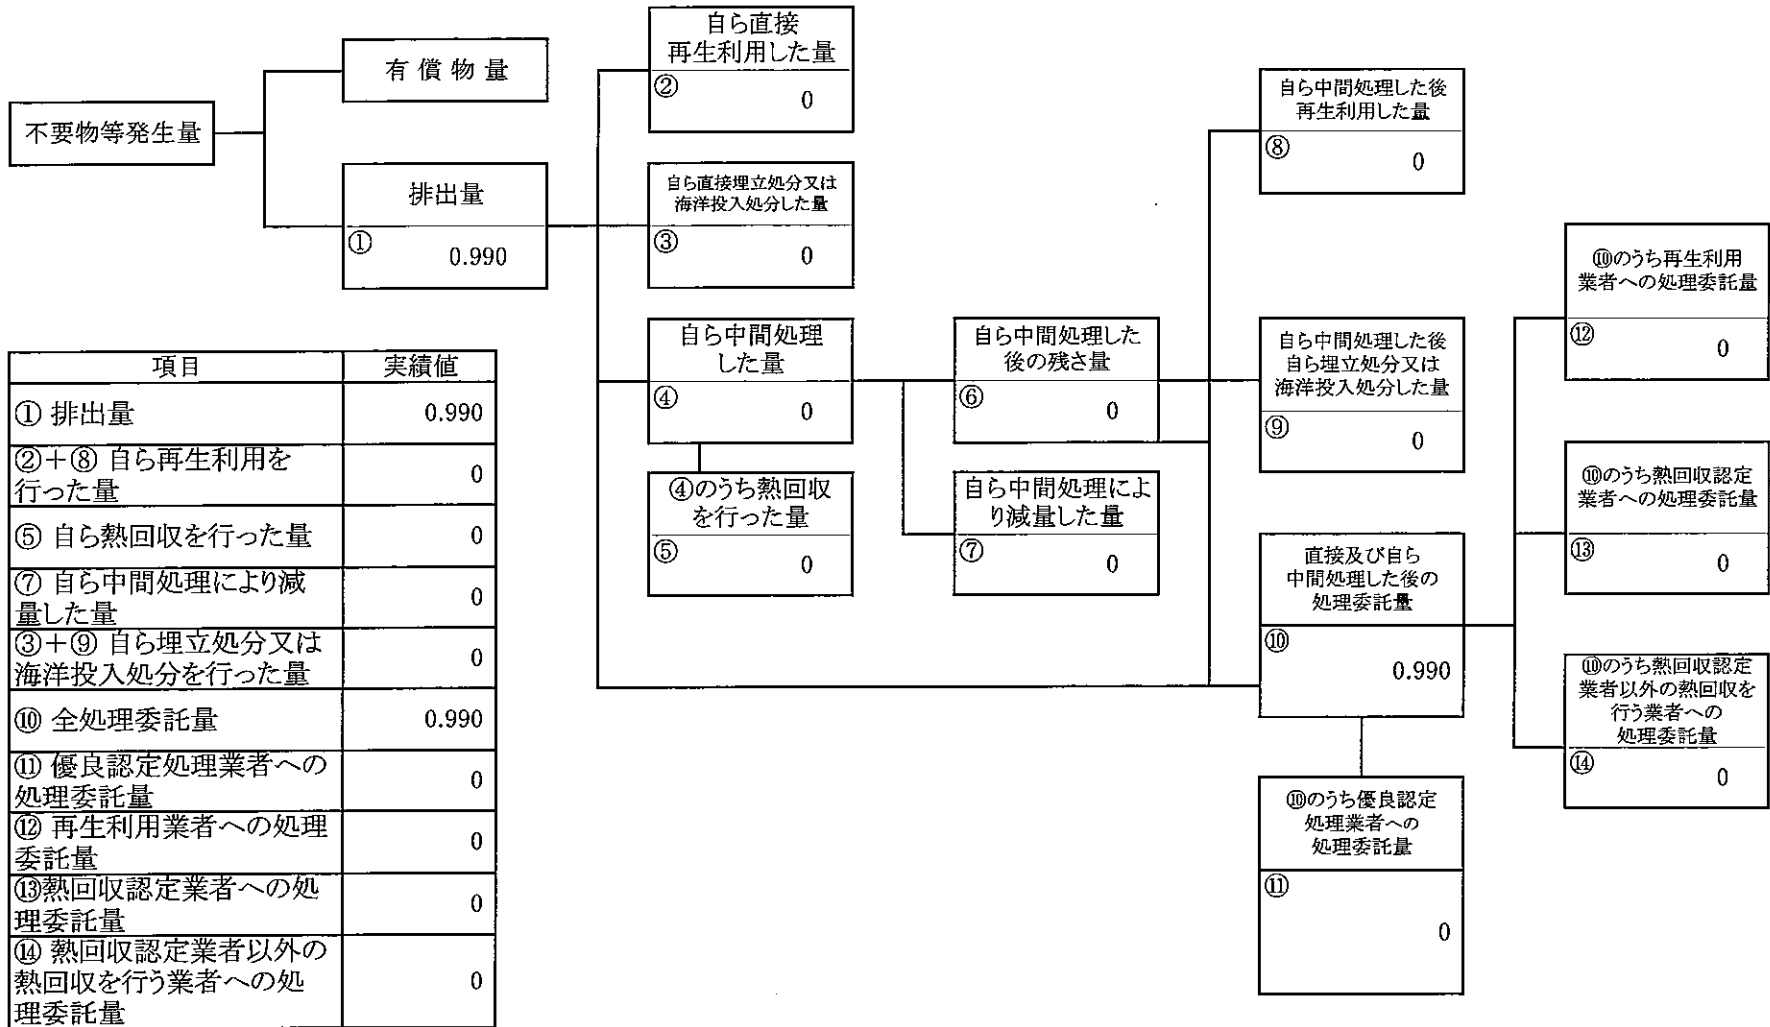 不要物等発生量
有償物量
排出量
①
0.990
自ら直接
再生利用した量
②
0
自ら直接埋立処分又は
海洋投入処分した量
③
0
自ら中間処理
した量
④
0
④のうち熱回収
を行った量
⑤
0
自ら中間処理した
後の残さ量
⑥
0
自ら中間処理によ
り減量した量
⑦
0
自ら中間処理した後
再生利用した量
⑧
0
自ら中間処理した後
自ら埋立処分又は
海洋投入処分した量
⑨
0
直接及び自ら
中間処理した後の
処理委託量
⑩
0.990
⑩のうち優良認定
処理業者への
処理委託量
⑪
0
⑩のうち再生利用
業者への処理委託量
⑫
0
⑩のうち熱回収認定
業者への処理委託量
⑬
0
⑩のうち熱回収認定
業者以外の熱回収を
行う業者への
処理委託量
⑭
0
項目 実績値
① 排出量 0.990
②+⑧ 自ら再生利用を
行った量 0
⑤ 自ら熱回収を行った量 0
⑦ 自ら中間処理により減
量した量 0
③+⑨ 自ら埋立処分又は
海洋投入処分を行った量 0
⑩ 全処理委託量 0.990
⑪ 優良認定処理業者への
処理委託量 0
⑫ 再生利用業者への処理
委託量 0
⑬熱回収認定業者への処
理委託量 0
⑭ 熱回収認定業者以外の
熱回収を行う業者への処
理委託量 0